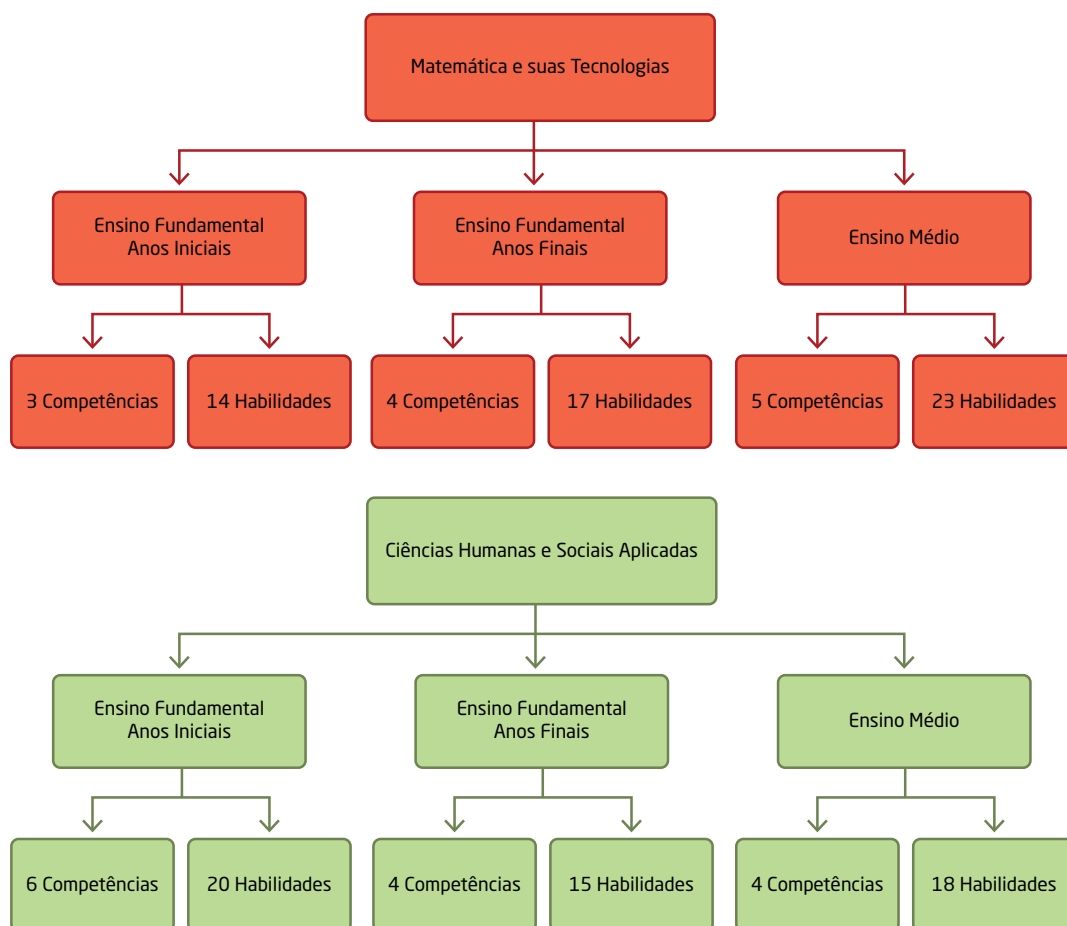 Matemática e suas Tecnologias
Ensino Fundamental
Anos Iniciais
Ensino Fundamental
Anos Finais
Ensino Médio
3 Competências
14 Habilidades
4 Competências
17 Habilidades
5 Competências
23 Habilidades
Ciências Humanas e Sociais Aplicadas
Ensino Fundamental
Anos Iniciais
Ensino Fundamental
Anos Finais
Ensino Médio
6 Competências
20 Habilidades
4 Competências
15 Habilidades
4 Competências
18 Habilidades